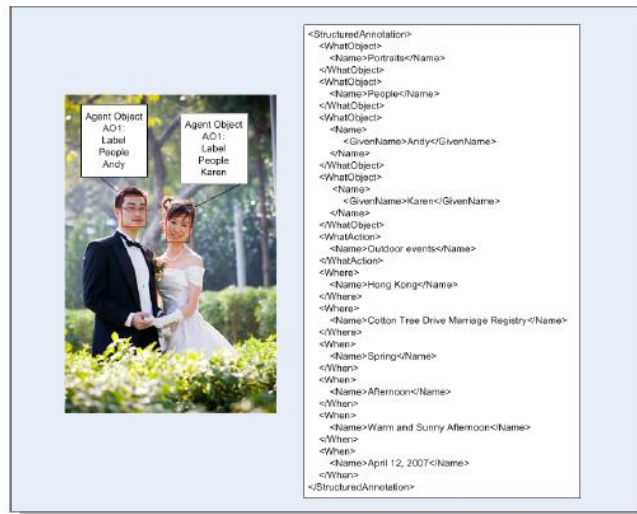 Agent Object
AO1:
Label
People
Andy
Agent Object
AO1:
Label
People
Karen
<StructuredAnnotation>
<WhatObject>
<Name>Portraits</Name>
</WhatObject>
<WhatObject>
<Name>People</Name>
</WhatObject>
<WhatObject>
<Name>
<GivenName>Andy</GivenName>
</Name>
</WhatObject>
<WhatObject>
<Name>
<GivenName>Karen</GivenName>
</Name>
</WhatObject>
<WhatAction>
<Name>Outdoor events</Name>
</WhatAction>
<Where>
<Name>Hong Kong</Name>
</Where>
<Where>
<Name>Cotton Tree Drive Marriage Registry</Name>
</Where>
<When>
<Name>Spring</Name>
</When>
<When>
<Name>Afternoon</Name>
</When>
<When>
<Name>Warm and Sunny Afternoon</Name>
</When>
<When>
<Name>April 12, 2007</Name>
</When>
</StructuredAnnotation>